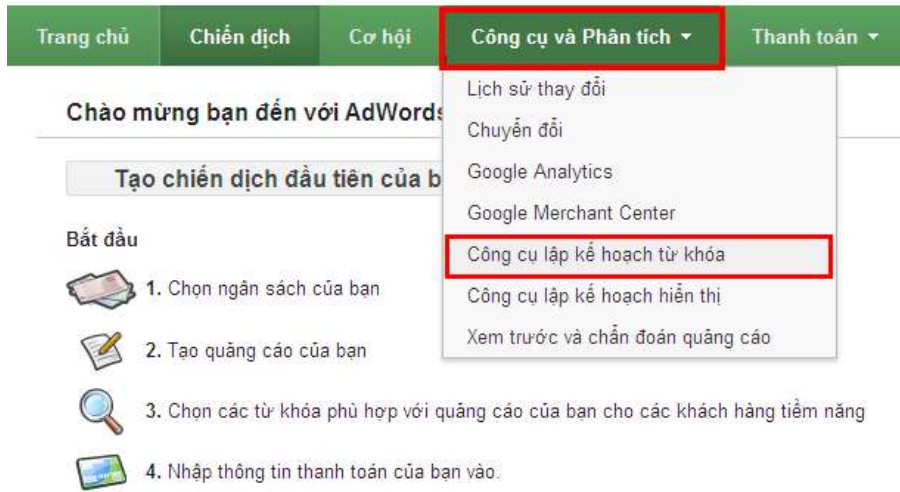 Trang chủ Chiến dịch Cơ hội Công cụ và Phân tích Thanh toán
Lịch sử thay đổi
Chào mừng bạn đến với AdWords
Chuyển đổi
Tạo chiến dịch đầu tiên của b
Google Analytics
Google Merchant Center
Bắt đầu
Công cụ lập kế hoạch từ khóa
1. Chọn ngân sách của bạn
Công cụ lập kế hoạch hiển thị
Xem trước và chẩn đoán quảng cáo
2. Tạo quảng cáo của bạn
3. Chọn các từ khóa phù hợp với quảng cáo của bạn cho các khách hàng tiềm năng
4. Nhập thông tin thanh toán của bạn vào.